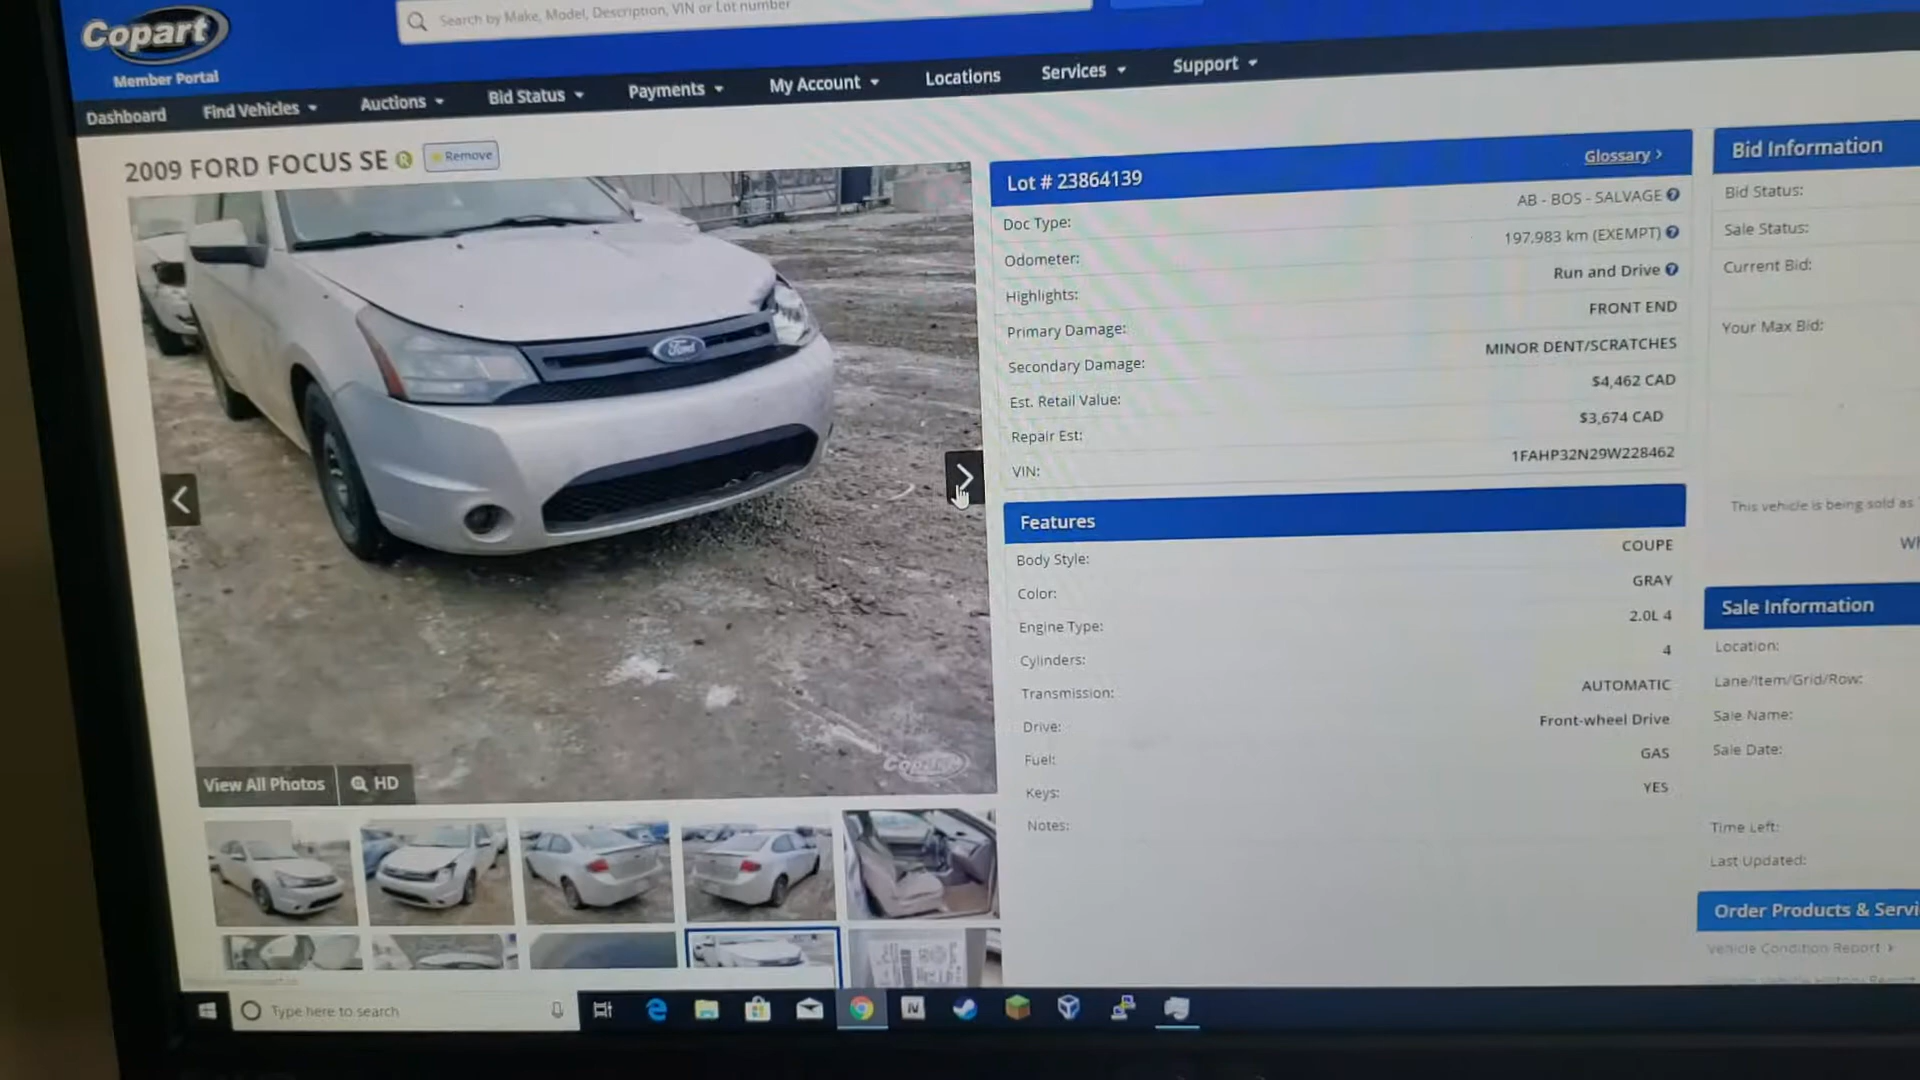 Copart
Member Portal
Search by Make, Model, Description, VIN or Lot number
Dashboard
Find Vehicles
Auctions
Bid Status
Payments
My Account
Locations
Services
Support
2009 FORD FOCUS SE R
Remove
Ford
Copart
View All Photos
HD
Lot # 23864139
Glossary >
Doc Type:
AB - BOS - SALVAGE
Odometer:
197,983 km (EXEMPT)
Highlights:
Run and Drive
Primary Damage:
FRONT END
Secondary Damage:
MINOR DENT/SCRATCHES
Est. Retail Value:
$4,462 CAD
Repair Est:
$3,674 CAD
VIN:
1FAHP32N29W228462
Features
Body Style:
COUPE
Color:
GRAY
Engine Type:
2.0L 4
Cylinders:
4
Transmission:
AUTOMATIC
Drive:
Front-wheel Drive
Fuel:
GAS
Keys:
YES
Notes:
Bid Information
Bid Status:
Sale Status:
Current Bid:
Your Max Bid:
This vehicle is being sold as
Sale Information
Location:
Lane/Item/Grid/Row:
Sale Name:
Sale Date:
Time Left:
Last Updated:
Order Products & Servi
Vehicle Condition Report >
Type here to search